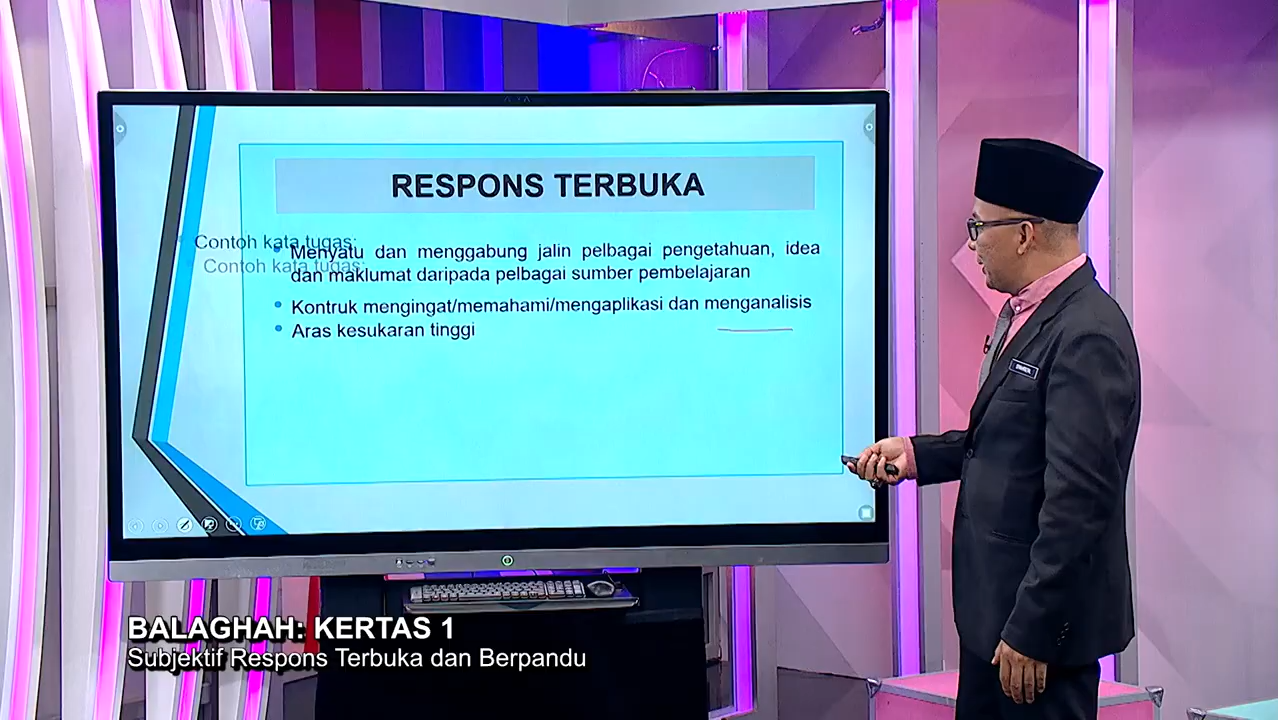 RESPONS TERBUKA
Contoh kata tugas:
Contoh kata tugas:
• Menyatu dan menggabung jalin pelbagai pengetahuan, idea
dan maklumat daripada pelbagai sumber pembelajaran
• Kontruk mengingat/memahami/mengaplikasi dan menganalisis
• Aras kesukaran tinggi
BALAGHAH: KERTAS 1
Subjektif Respons Terbuka dan Berpandu